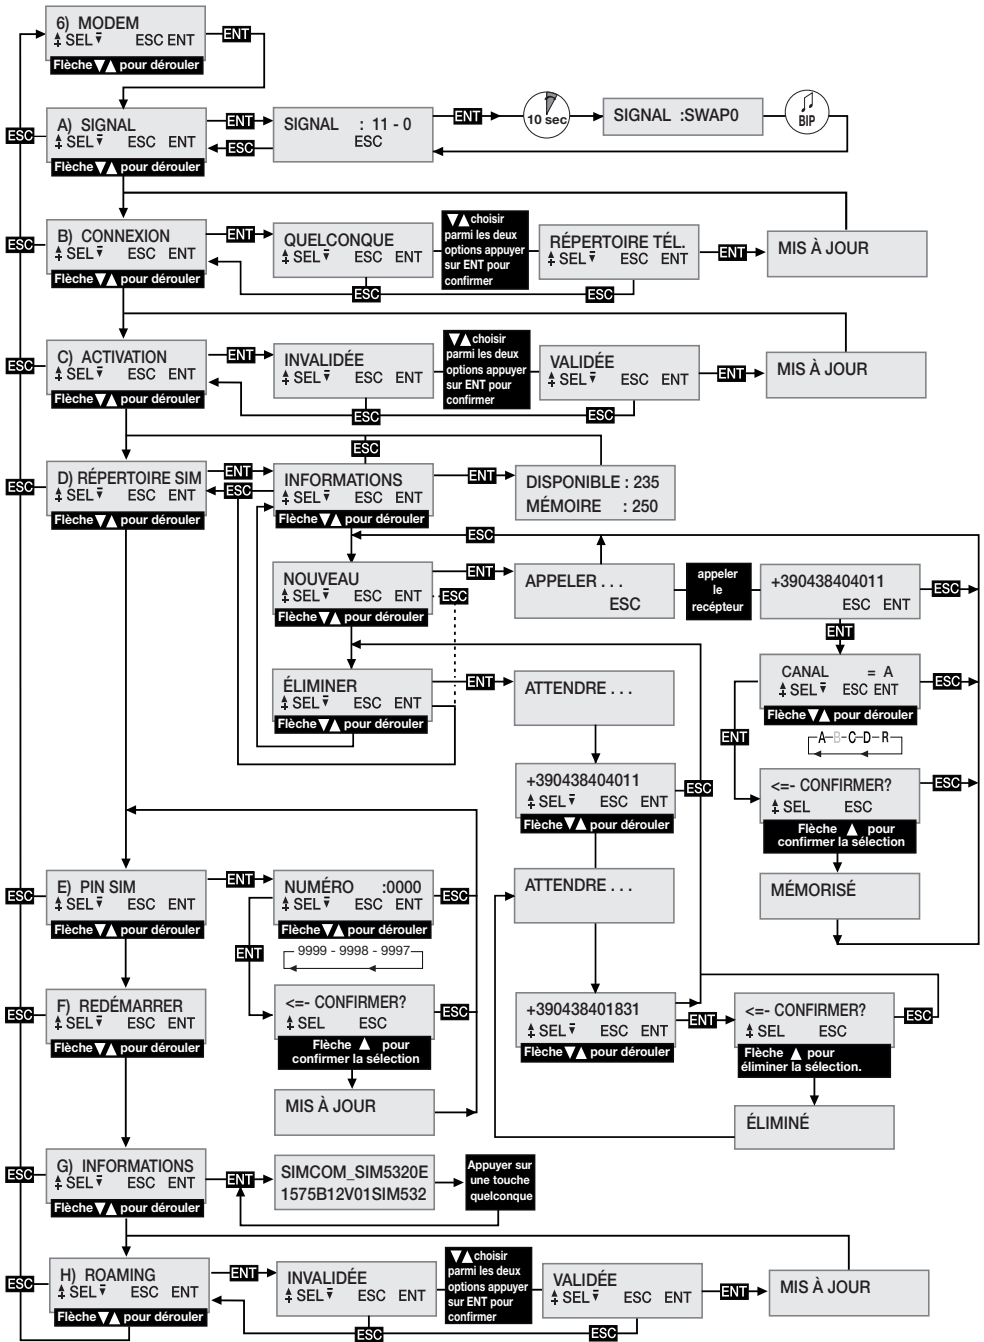 6) MODEM
SEL ESC ENT
Flèche ▼▲ pour dérouler
ENT
A) SIGNAL
SEL ESC ENT
Flèche ▼▲ pour dérouler
ESC
ENT
ESC
SIGNAL : 11 - 0
ESC
ENT
10 sec
SIGNAL :SWAP0
BIP
B) CONNEXION
SEL ESC ENT
Flèche ▼▲ pour dérouler
ESC
ENT
QUELCONQUE
SEL ESC ENT
▼▲ choisir
parmi les deux
options appuyer
sur ENT pour
confirmer
RÉPERTOIRE TÉL.
SEL ESC ENT
ENT
MIS À JOUR
ESC
ESC
C) ACTIVATION
SEL ESC ENT
Flèche ▼▲ pour dérouler
ESC
ENT
INVALIDÉE
SEL ESC ENT
▼▲ choisir
parmi les deux
options appuyer
sur ENT pour
confirmer
VALIDÉE
SEL ESC ENT
ENT
MIS À JOUR
ESC
ESC
ESC
D) RÉPERTOIRE SIM
SEL ESC ENT
Flèche ▼▲ pour dérouler
ESC
ENT
ESC
INFORMATIONS
SEL ESC ENT
Flèche ▼▲ pour dérouler
ENT
DISPONIBLE : 235
MÉMOIRE : 250
ESC
NOUVEAU
SEL ESC ENT
Flèche ▼▲ pour dérouler
ENT
ESC
APPELER . . .
ESC
appeler
le
recépteur
+390438404011
ESC ENT
ESC
ENT
ÉLIMINER
SEL ESC ENT
Flèche ▼▲ pour dérouler
ENT
ATTENDRE . . .
CANAL = A
SEL ESC ENT
Flèche ▼▲ pour dérouler
ESC
A-B-C-D-R
ENT
+390438404011
SEL ESC ENT
Flèche ▼▲ pour dérouler
ESC
<=- CONFIRMER?
SEL ESC
Flèche ▲ pour
confirmer la sélection
ESC
MÉMORISÉ
E) PIN SIM
SEL ESC ENT
Flèche ▼▲ pour dérouler
ESC
ENT
NUMÉRO :0000
SEL ESC ENT
Flèche ▼▲ pour dérouler
ESC
9999 - 9998 - 9997
ENT
ATTENDRE . . .
F) REDÉMARRER
SEL ESC ENT
Flèche ▼▲ pour dérouler
ESC
<=- CONFIRMER?
SEL ESC
Flèche ▲ pour
confirmer la sélection
ESC
MIS À JOUR
+390438401831
SEL ESC ENT
Flèche ▼▲ pour dérouler
ENT
<=- CONFIRMER?
SEL ESC
Flèche ▲ pour
éliminer la sélection.
ESC
ÉLIMINÉ
G) INFORMATIONS
SEL ESC ENT
Flèche ▼▲ pour dérouler
ESC
ENT
SIMCOM_SIM5320E
1575B12V01SIM532
Appuyer sur
une touche
quelconque
H) ROAMING
SEL ESC ENT
Flèche ▼▲ pour dérouler
ESC
ENT
INVALIDÉE
SEL ESC ENT
▼▲ choisir
parmi les deux
options appuyer
sur ENT pour
confirmer
VALIDÉE
SEL ESC ENT
ENT
MIS À JOUR
ESC
ESC